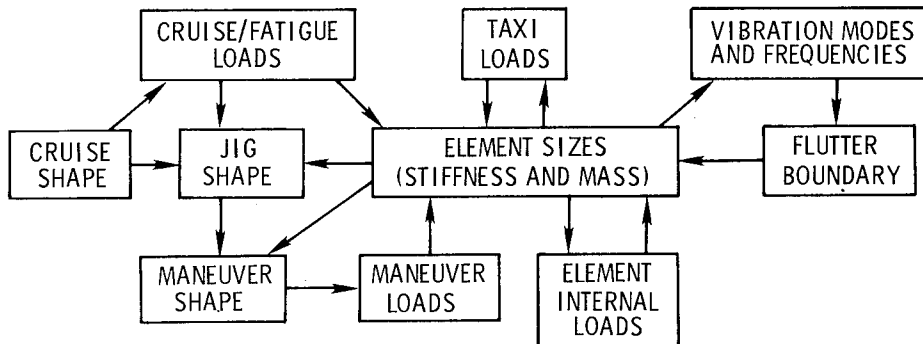 CRUISE/FATIGUE
LOADS
TAXI
LOADS
VIBRATION MODES
AND FREQUENCIES
CRUISE
SHAPE
JIG
SHAPE
ELEMENT SIZES
(STIFFNESS AND MASS)
FLUTTER
BOUNDARY
MANEUVER
SHAPE
MANEUVER
LOADS
ELEMENT
INTERNAL
LOADS